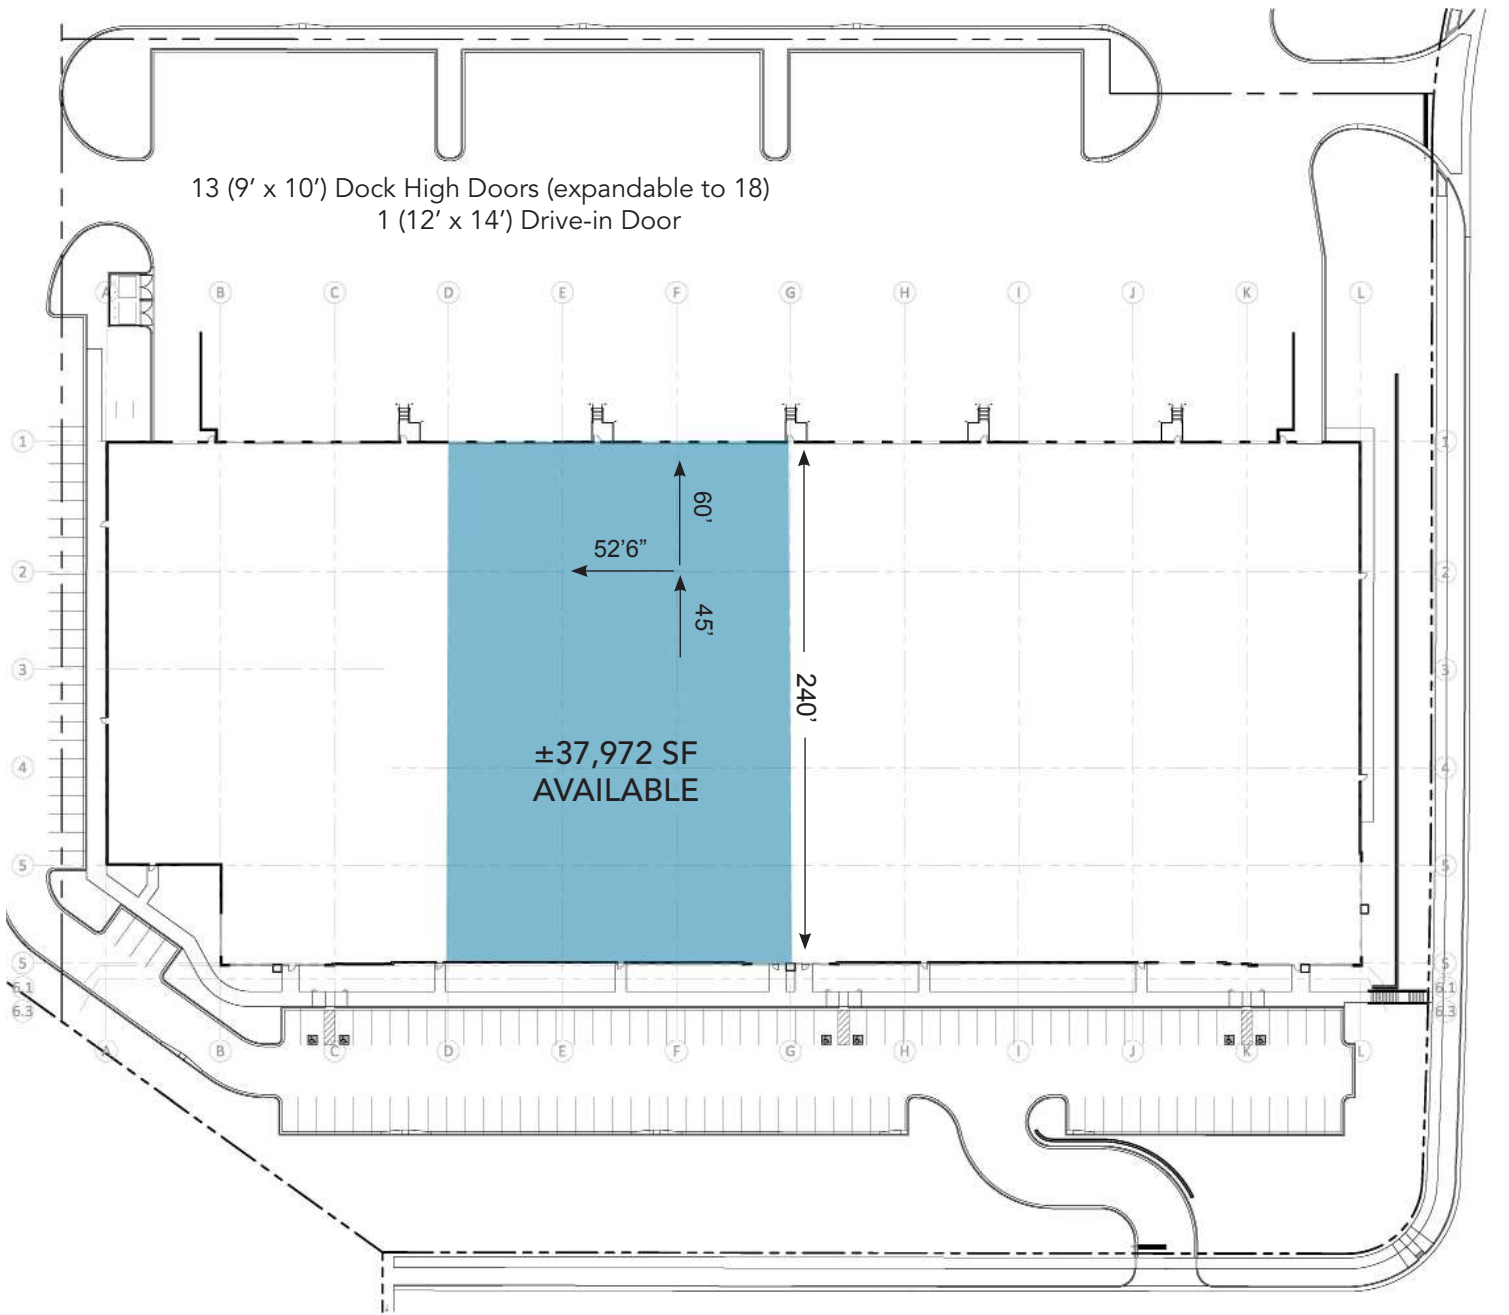 13 (9’ x 10’) Dock High Doors (expandable to 18)
1 (12’ x 14’) Drive-in Door
A B C D E F G H I J K L
1 1
60’
52’6”
2 2
45’
3 3
240’
±37,972 SF
AVAILABLE
4 4
5 5
5 5
6.1 6.1
6.3 6.3
A B C D E F G H I J K L